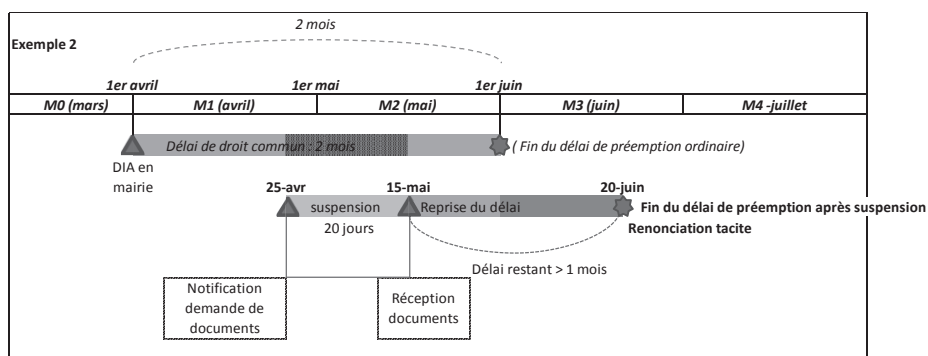 2 mois
Exemple 2
1er avril 1er mai 1er juin
M0 (mars) M1 (avril) M2 (mai) M3 (juin) M4 -juillet
Délai de droit commun : 2 mois ( Fin du délai de préemption ordinaire)
DIA en
mairie
25-avr 15-mai 20-juin
suspension Reprise du délai Fin du délai de préemption après suspension
20 jours Renonciation tacite
Délai restant > 1 mois
Notification
demande de
documents
Réception
documents